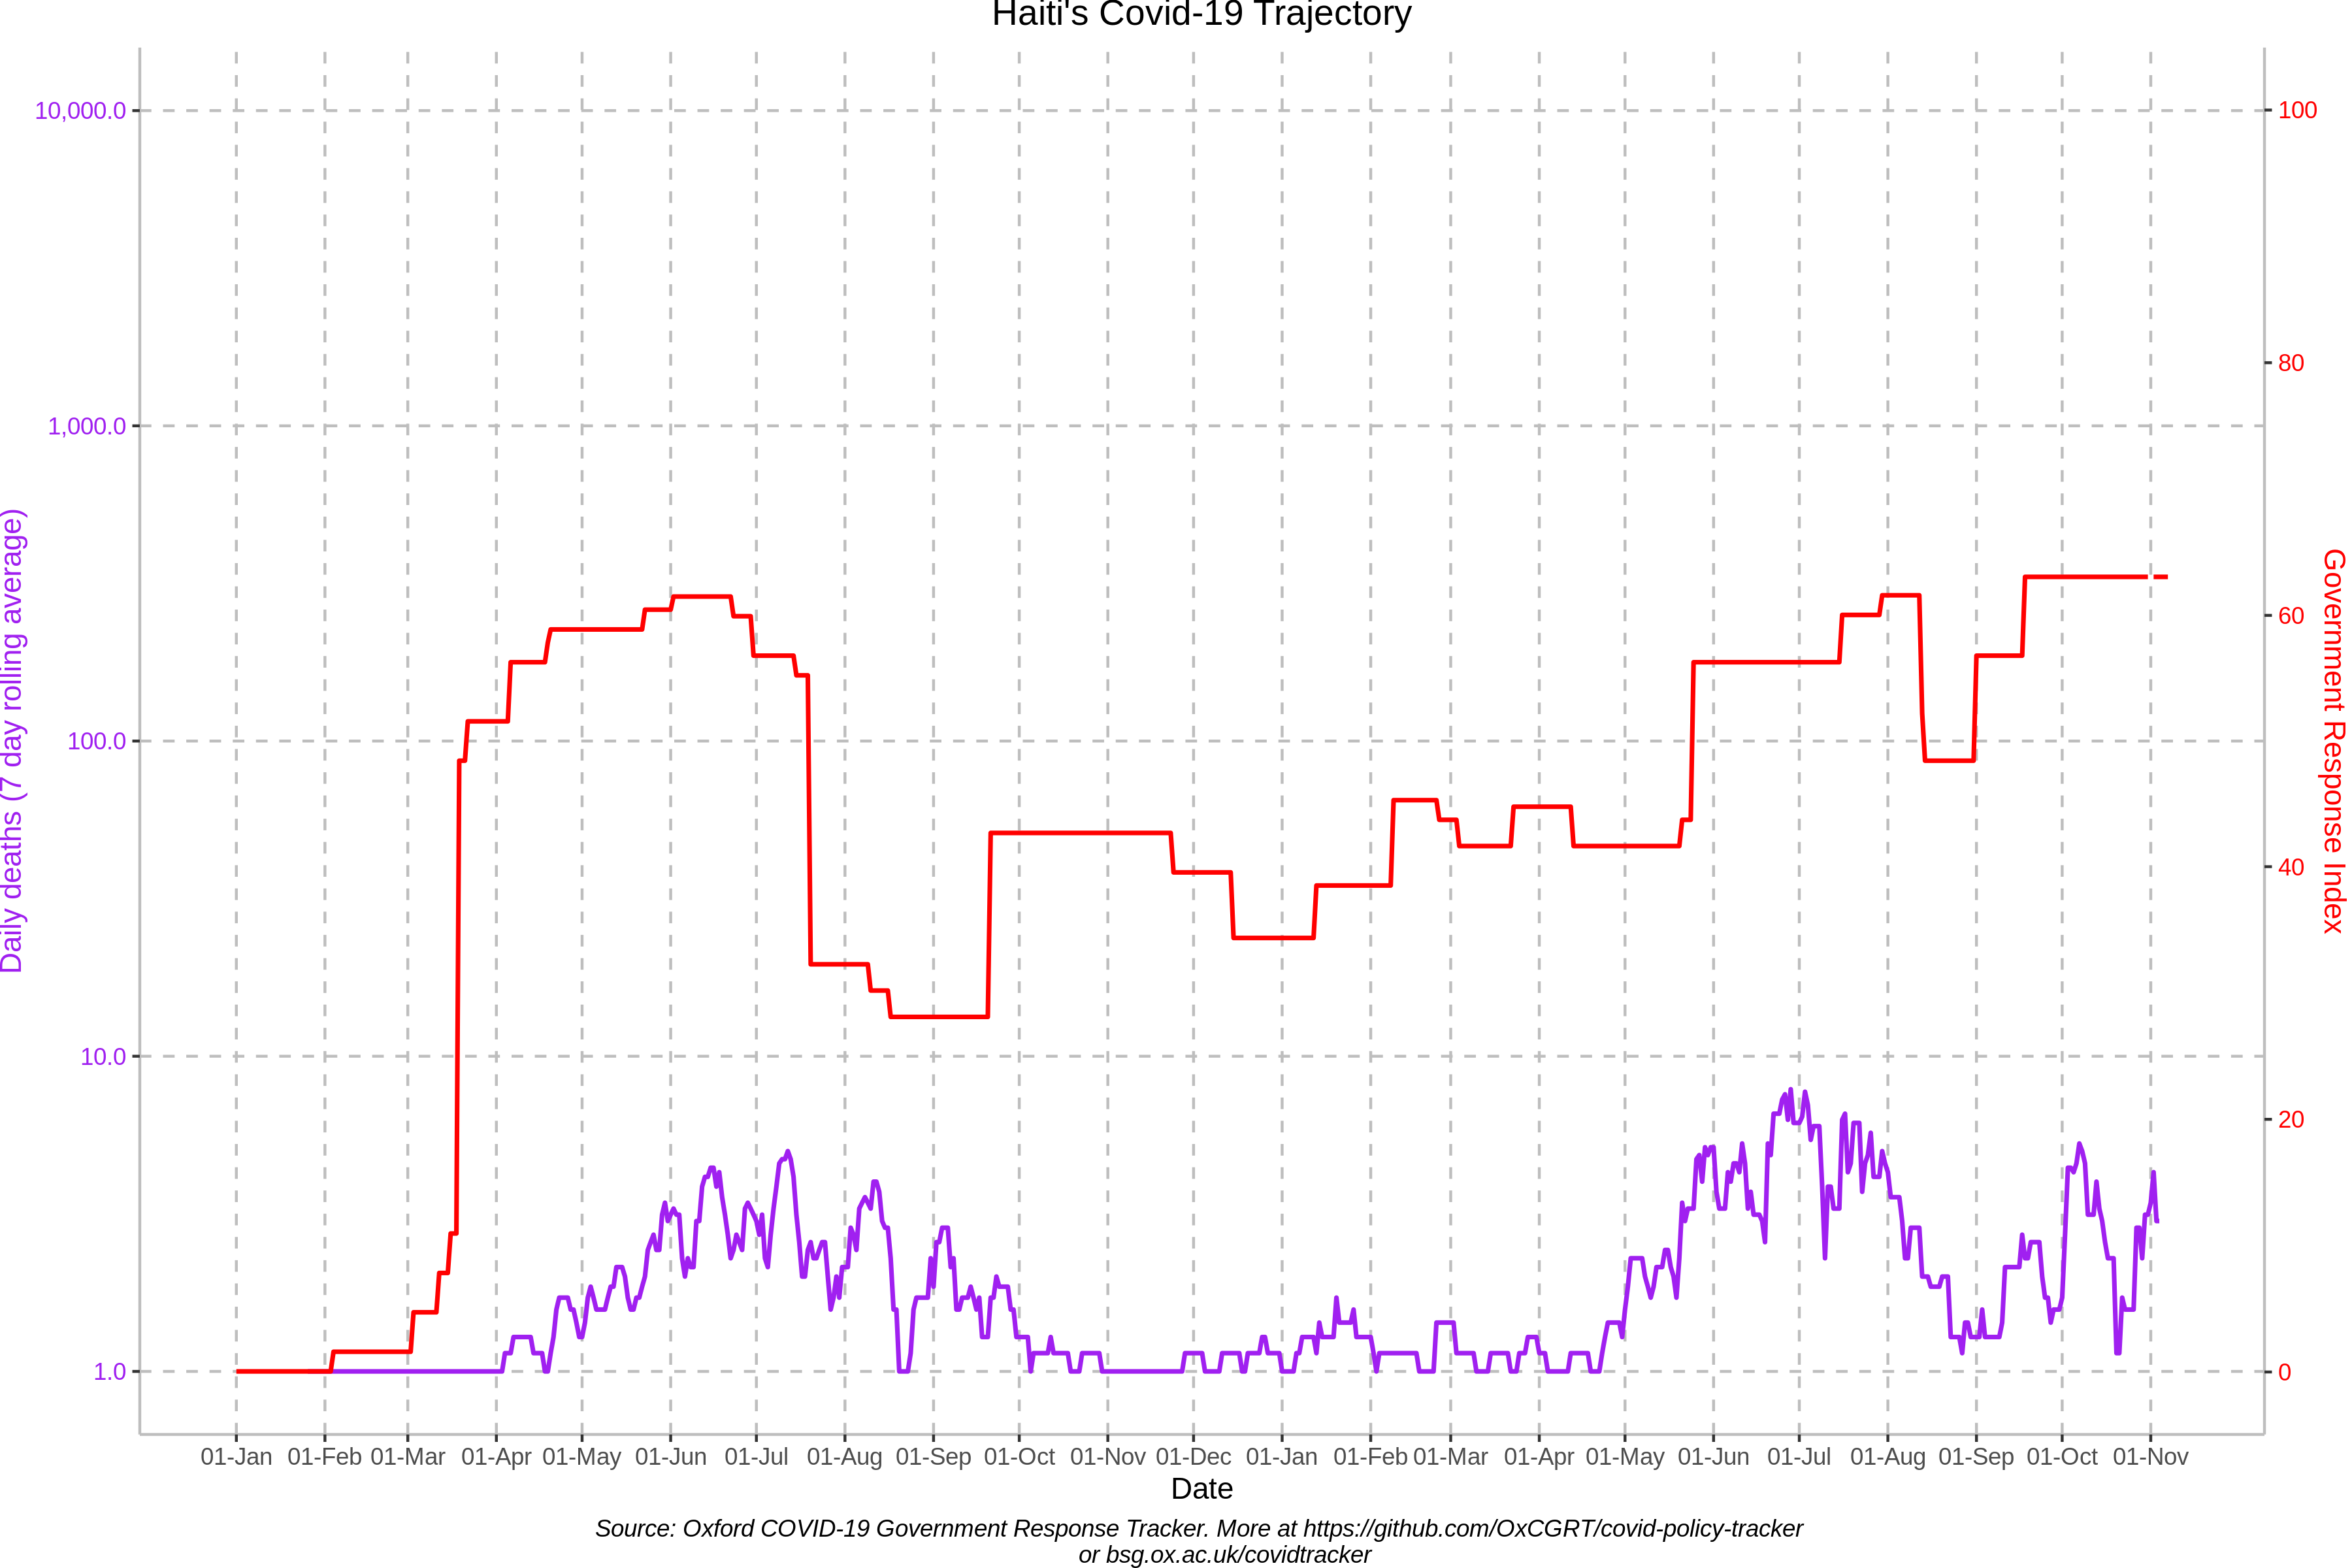 Haiti's Covid-19 Trajectory
10,000.0
1,000.0
100.0
10.0
1.0
Daily deaths (7 day rolling average)
100
80
60
40
20
0
Government Response Index
01-Jan 01-Feb 01-Mar 01-Apr 01-May 01-Jun 01-Jul 01-Aug 01-Sep 01-Oct 01-Nov 01-Dec 01-Jan 01-Feb 01-Mar 01-Apr 01-May 01-Jun 01-Jul 01-Aug 01-Sep 01-Oct 01-Nov
Date
Source: Oxford COVID-19 Government Response Tracker. More at https://github.com/OxCGRT/covid-policy-tracker
or bsg.ox.ac.uk/covidtracker